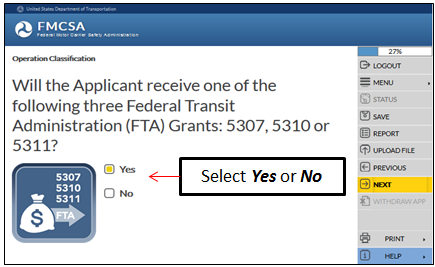 United States Department of Transportation
FMCSA
Federal Motor Carrier Safety Administration
Operation Classification
Will the Applicant receive one of the
following three Federal Transit
Administration (FTA) Grants: 5307, 5310 or
5311?
5307
5310
5311
$
FTA
Yes
No
Select Yes or No
27%
LOGOUT
MENU
STATUS
SAVE
REPORT
UPLOAD FILE
PREVIOUS
NEXT
WITHDRAW APP
PRINT
HELP